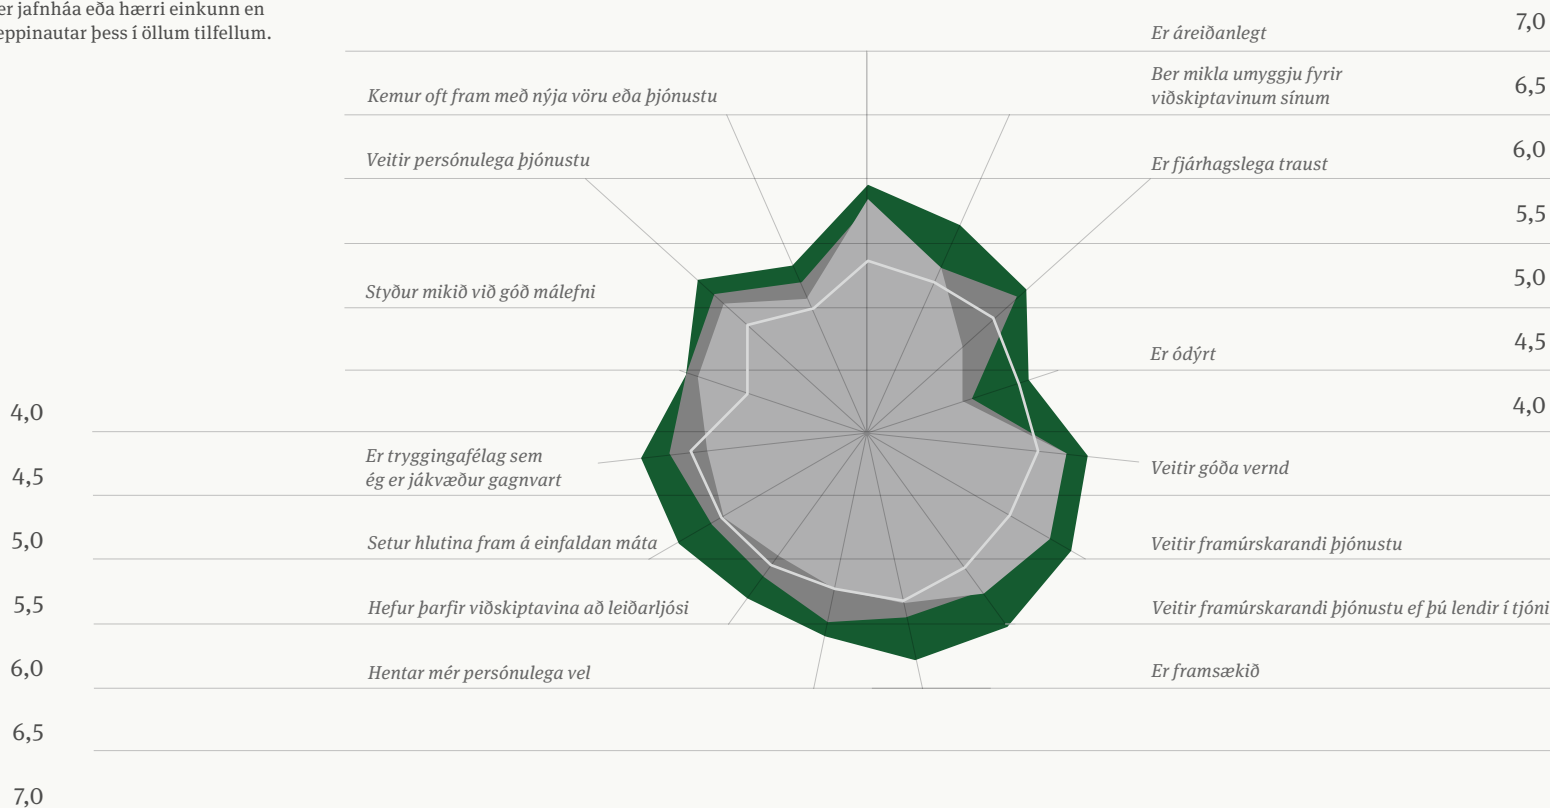 er jafnháa eða hærri einkunn en
eppinautar þess í öllum tilfellum.
Kemur oft fram með nýja vöru eða þjónustu
Veitir persónulega þjónustu
Styður mikið við góð málefni
Er tryggingafélag sem
ég er jákvæður gagnvart
Setur hlutina fram á einfaldan máta
Hefur þarfir viðskiptavina að leiðarljósi
Hentar mér persónulega vel
4,0
4,5
5,0
5,5
6,0
6,5
7,0
Er áreiðanlegt
Ber mikla umyggju fyrir
viðskiptavinum sínum
Er fjárhagslega traust
Er ódýrt
Veitir góða vernd
Veitir framúrskarandi þjónustu
Veitir framúrskarandi þjónustu ef þú lendir í tjóni
Er framsækið
7,0
6,5
6,0
5,5
5,0
4,5
4,0